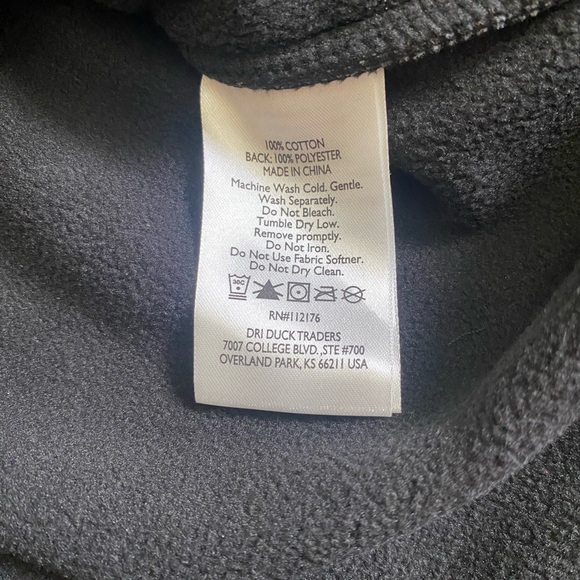 100% COTTON
BACK: 100% POLYESTER
MADE IN CHINA
Machine Wash Cold. Gentle.
Wash Separately.
Do Not Bleach.
Tumble Dry Low.
Remove promptly.
Do Not Iron.
Do Not Use Fabric Softner.
Do Not Dry Clean.
30C
RN#112176
DRI DUCK TRADERS
7007 COLLEGE BLVD., STE #700
OVERLAND PARK, KS 66211 USA